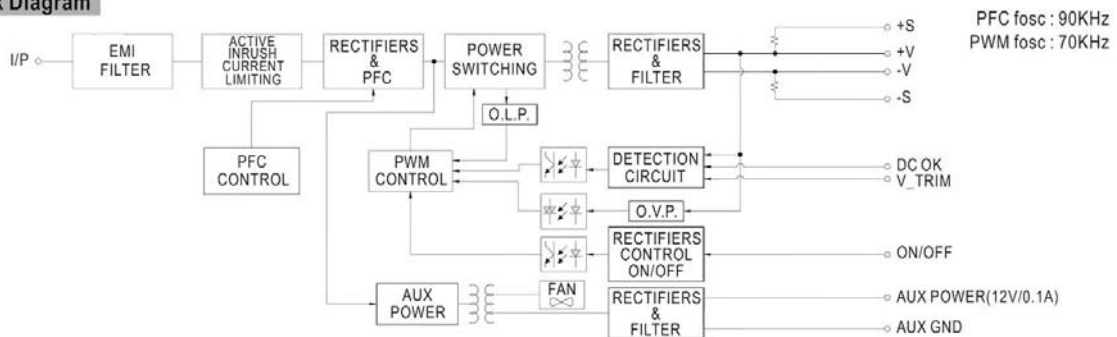 Diagram
PFC fosc : 90KHz
PWM fosc : 70KHz
I/P
EMI
FILTER
ACTIVE
INRUSH
CURRENT
LIMITING
RECTIFIERS
&
PFC
POWER
SWITCHING
RECTIFIERS
&
FILTER
+S
+V
-V
-S
O.L.P.
PFC
CONTROL
PWM
CONTROL
DETECTION
CIRCUIT
DC OK
V_TRIM
O.V.P.
RECTIFIERS
CONTROL
ON/OFF
ON/OFF
AUX
POWER
FAN
RECTIFIERS
&
FILTER
AUX POWER(12V/0.1A)
AUX GND